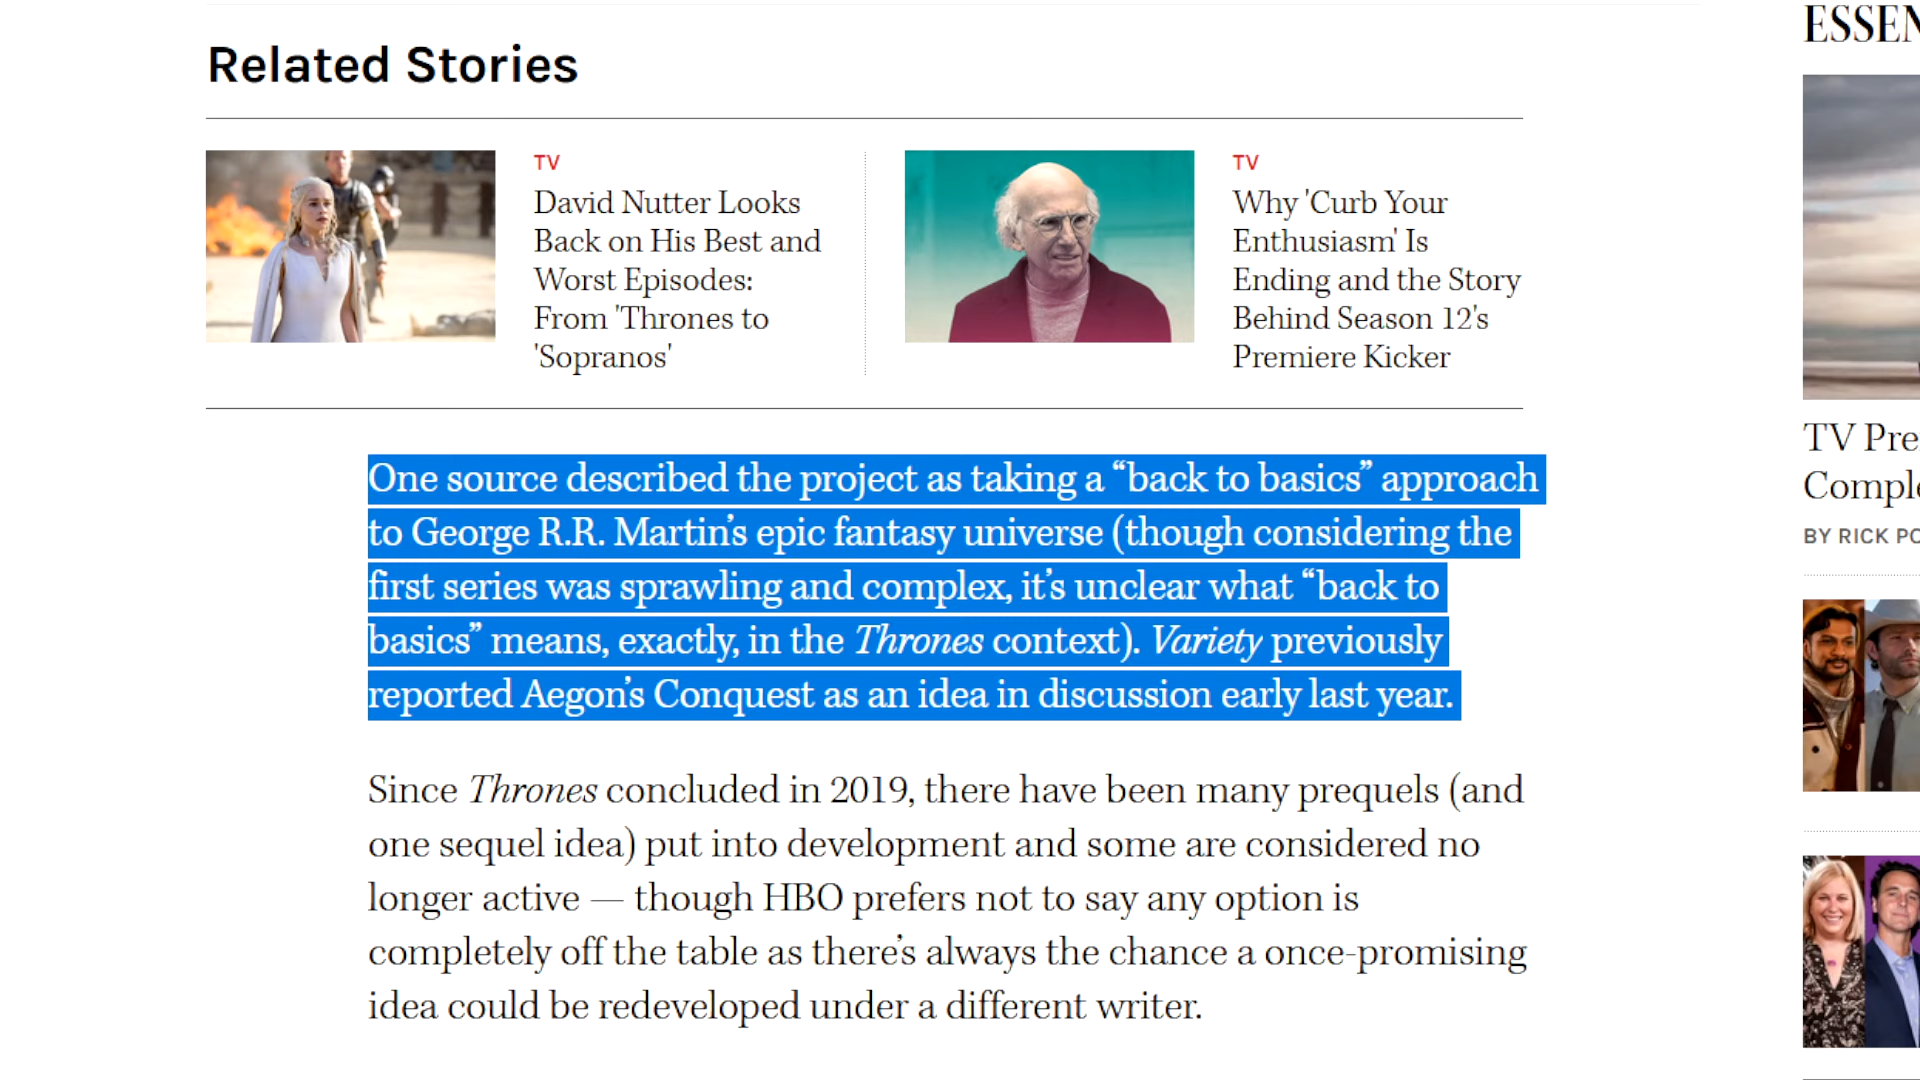 Related Stories
TV
David Nutter Looks
Back on His Best and
Worst Episodes:
From 'Thrones to
'Sopranos'
TV
Why 'Curb Your
Enthusiasm' Is
Ending and the Story
Behind Season 12's
Premiere Kicker
One source described the project as taking a “back to basics” approach
to George R.R. Martin’s epic fantasy universe (though considering the
first series was sprawling and complex, it’s unclear what “back to
basics” means, exactly, in the Thrones context). Variety previously
reported Aegon’s Conquest as an idea in discussion early last year.
Since Thrones concluded in 2019, there have been many prequels (and
one sequel idea) put into development and some are considered no
longer active — though HBO prefers not to say any option is
completely off the table as there’s always the chance a once-promising
idea could be redeveloped under a different writer.
TV
BY RICK